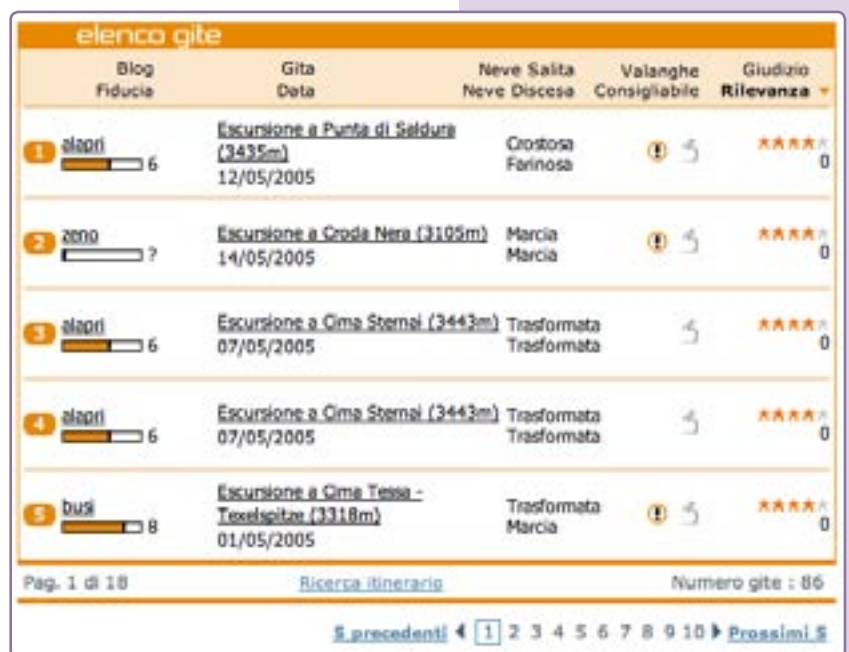 elenco gite
Blog Gita Neve Salita Valanghe Giudizio
Fiducia Data Neve Discesa Consigliabile Rilevanza
1 alapri Escursione a Punta di Saldura (3435m) Crostosa
6 12/05/2005 Farinosa 0
2 zeno Escursione a Croda Nera (3105m) Marcia
? 14/05/2005 Marcia 0
3 alapri Escursione a Cima Sternai (3443m) Trasformata
6 07/05/2005 Trasformata 0
4 alapri Escursione a Cima Sternai (3443m) Trasformata
6 07/05/2005 Trasformata 0
5 busi Escursione a Cima Tessa - Texelspitze (3318m) Trasformata
8 01/05/2005 Marcia 0
Pag. 1 di 18 Ricerca itinerario Numero gite : 86
5 precedenti 1 2 3 4 5 6 7 8 9 10 Prossimi 5